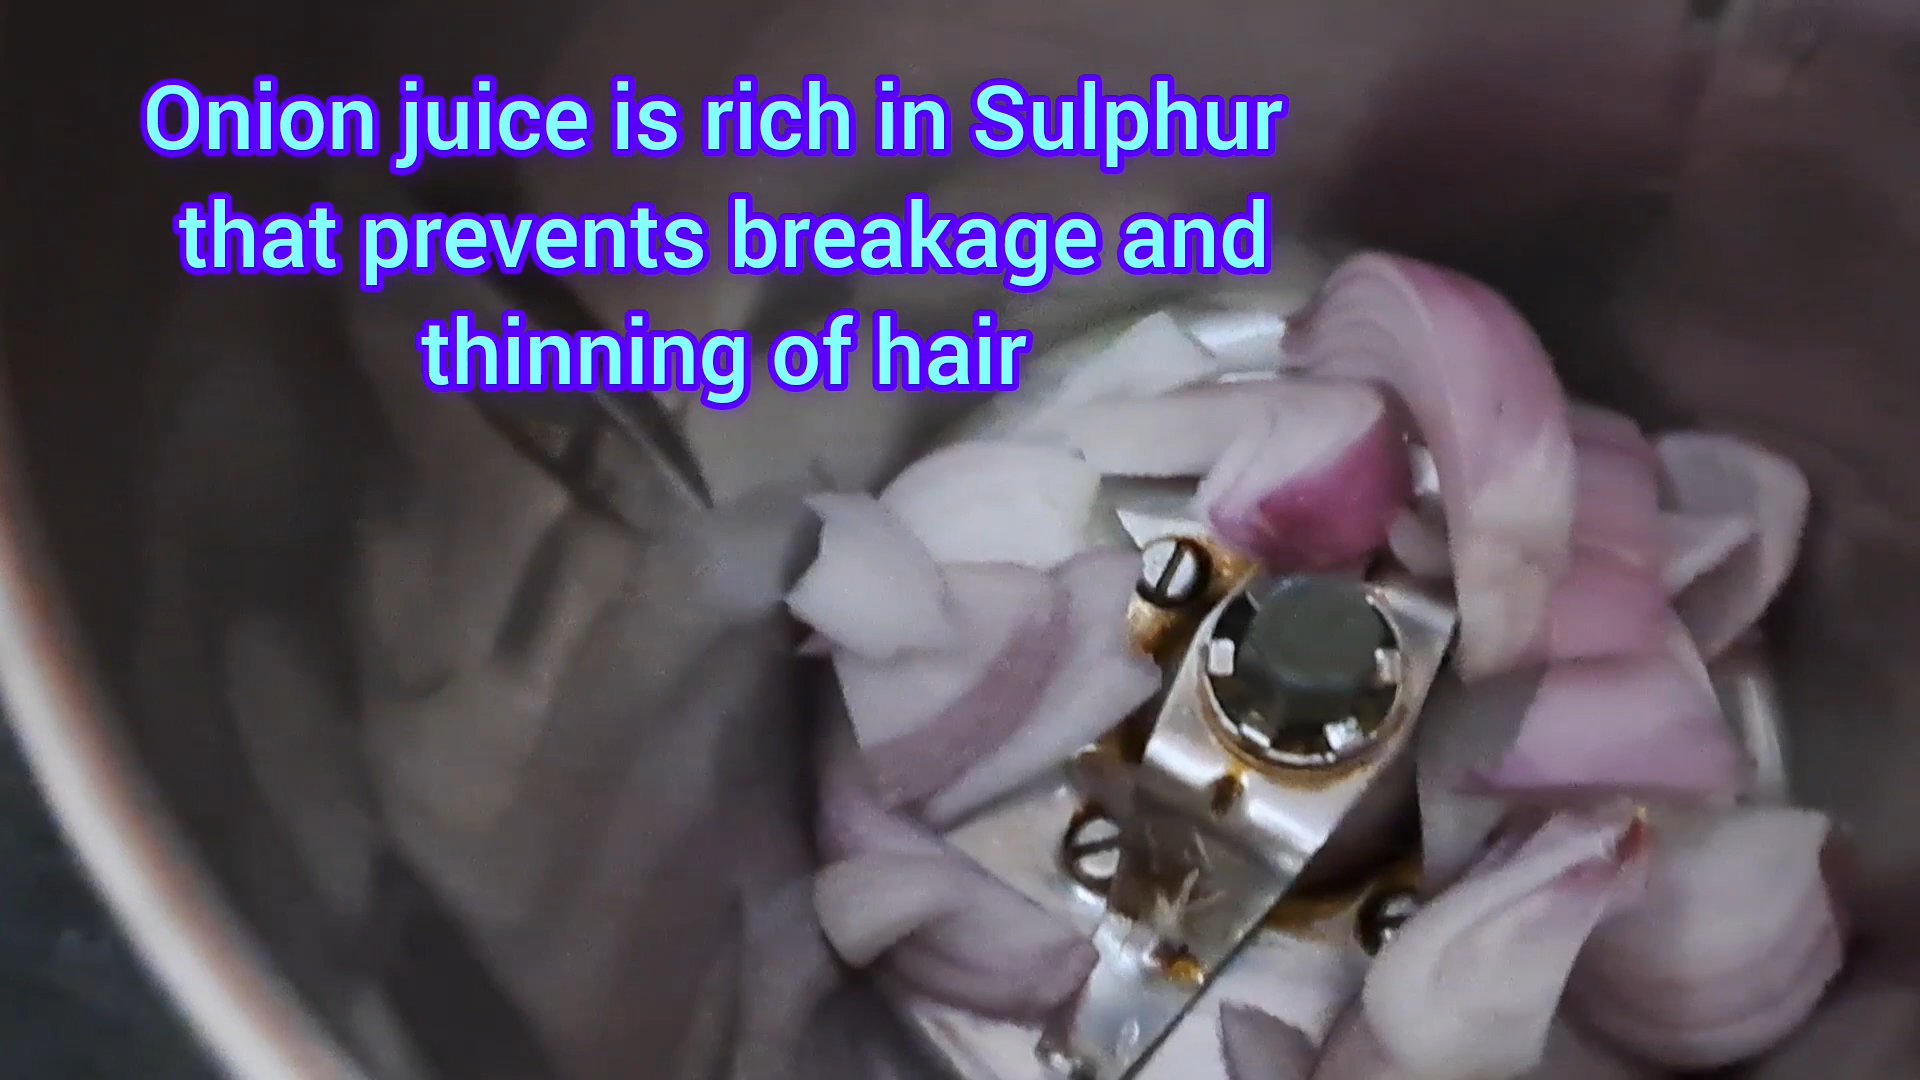 Onion juice is rich in Sulphur
that prevents breakage and
thinning of hair